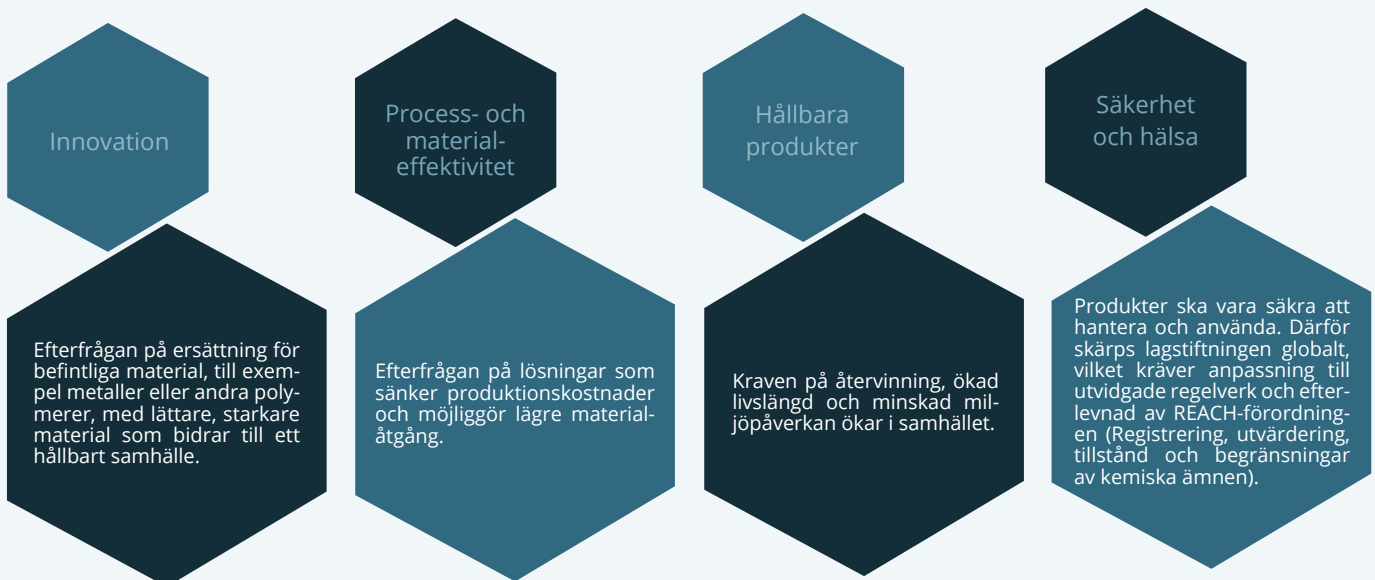 Innovation
Efterfrågan på ersättning för
befintliga material, till exem-
pel metaller eller andra poly-
merer, med lättare, starkare
material som bidrar till ett
hållbart samhälle.
Process- och
material-
effektivitet
Efterfrågan på lösningar som
sänker produktionskostnader
och möjliggör lägre material-
åtgång.
Hållbara
produkter
Kraven på återvinning, ökad
livslängd och minskad mil-
jöpåverkan ökar i samhället.
Säkerhet
och hälsa
Produkter ska vara säkra att
hantera och använda. Därför
skärps lagstiftningen globalt,
vilket kräver anpassning till
utvidgade regelverk och efter-
levnad av REACH-förordning-
en (Registrering, utvärdering,
tillstånd och begränsningar
av kemiska ämnen).